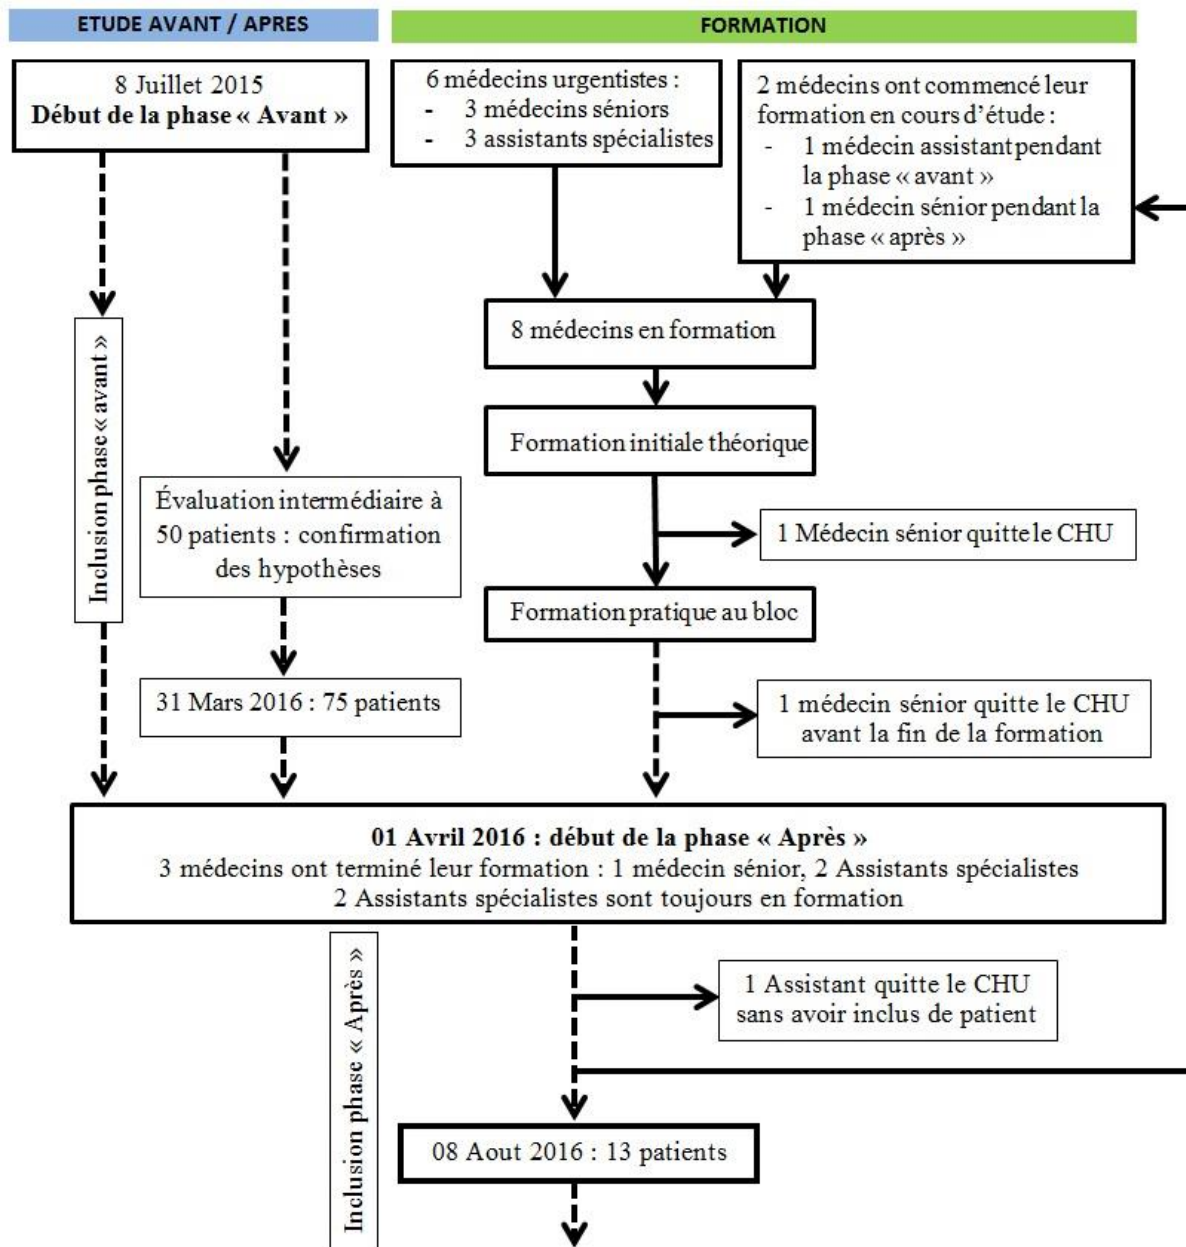 ETUDE AVANT / APRES
FORMATION
8 Juillet 2015
Début de la phase « Avant »
6 médecins urgentistes :
- 3 médecins séniors
- 3 assistants spécialistes
2 médecins ont commencé leur
formation en cours d'étude :
- 1 médecin assistant pendant
la phase « avant »
- 1 médecin sénior pendant la
phase « après »
8 médecins en formation
Inclusion phase « avant »
Formation initiale théorique
Évaluation intermédiaire à
50 patients : confirmation
des hypothèses
1 Médecin sénior quitte le CHU
Formation pratique au bloc
31 Mars 2016 : 75 patients
1 médecin sénior quitte le CHU
avant la fin de la formation
01 Avril 2016 : début de la phase « Après »
3 médecins ont terminé leur formation : 1 médecin sénior, 2 Assistants spécialistes
2 Assistants spécialistes sont toujours en formation
Inclusion phase « Après »
1 Assistant quitte le CHU
sans avoir inclus de patient
08 Aout 2016 : 13 patients